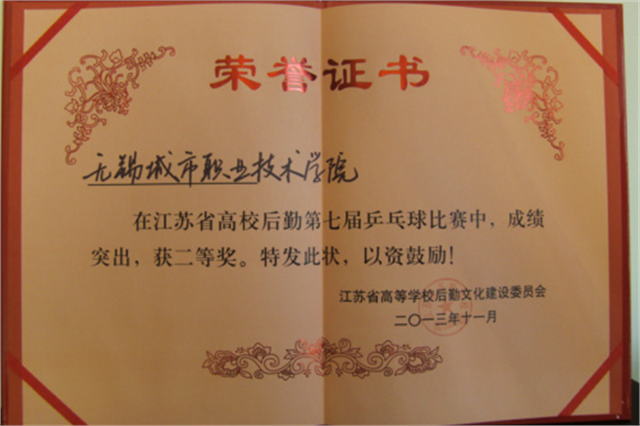 荣誉证书
无锡城市职业技术学院
在江苏省高校后勤第七届乒乓球比赛中，成绩
突出，获二等奖。特发此状，以资鼓励！
江苏省高等学校后勤文化建设委员会
二〇一三年十一月